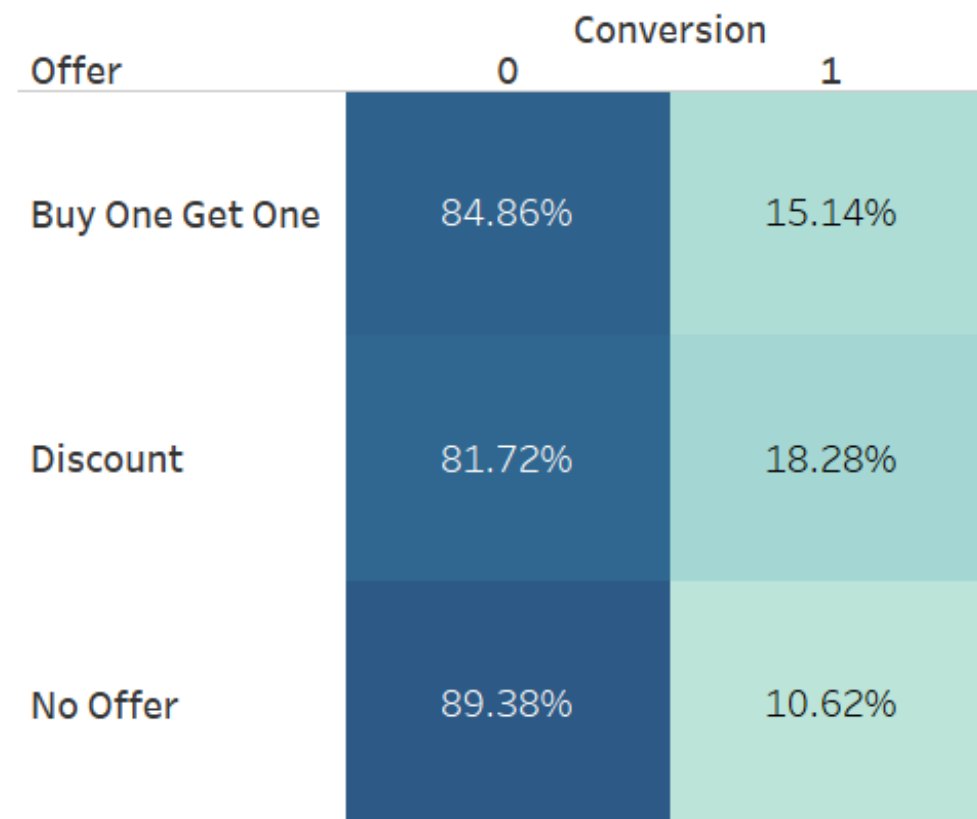 Conversion
Offer 0 1
Buy One Get One 84.86% 15.14%
Discount 81.72% 18.28%
No Offer 89.38% 10.62%